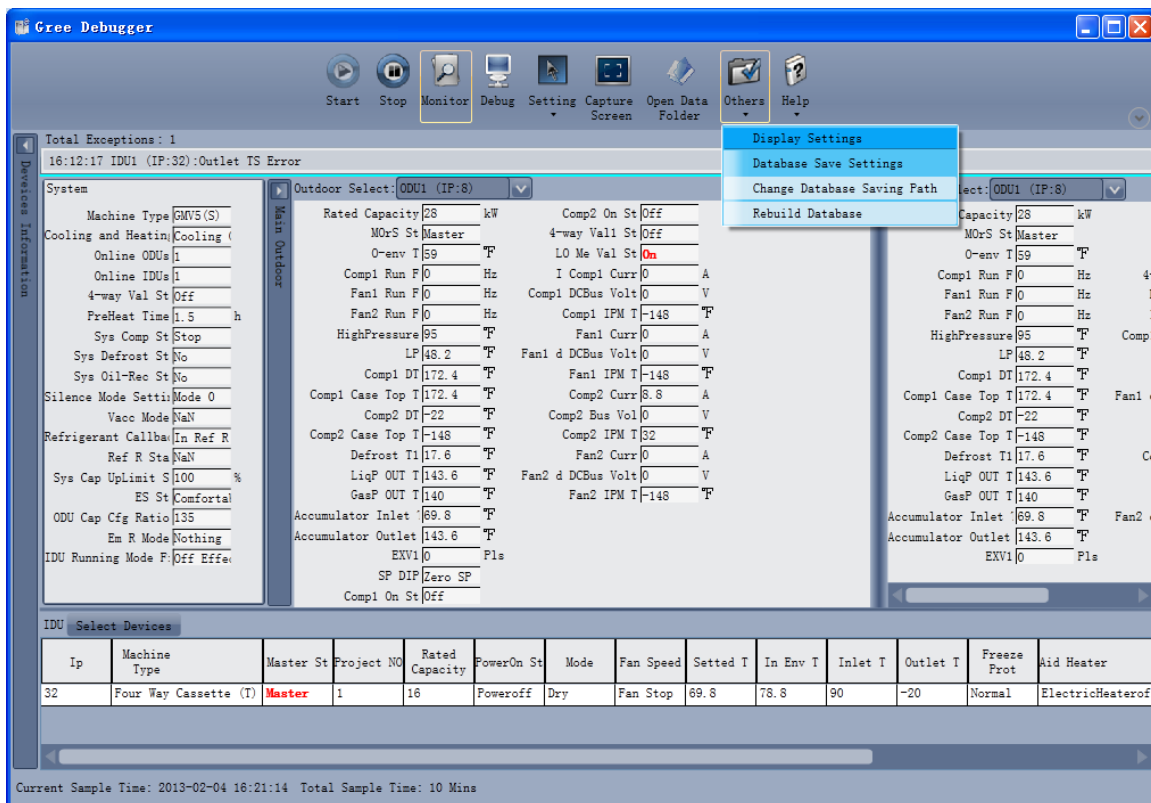 Gree Debugger
Start Stop Monitor Debug Setting Capture Screen Open Data Folder Others Help
Display Settings
Database Save Settings
Change Database Saving Path
Rebuild Database
Total Exceptions: 1
16:12:17 IDU1 (IP:32):Outlet TS Error
Deveices Information
System
Machine Type GMV5(S)
Cooling and Heatin Cooling (
Online ODUs 1
Online IDUs 1
4-way Val St Off
PreHeat Time 1.5 h
Sys Comp St Stop
Sys Defrost St No
Sys Oil-Rec St No
Silence Mode Settin Mode 0
Vacc Mode NaN
Refrigerant Callba In Ref R
Ref R Sta NaN
Sys Cap UpLimit S 100 %
ES St Comforta
ODU Cap Cfg Ratio 135
Em R Mode Nothing
IDU Running Mode F: Off Effe
Main Outdoor
Outdoor Select: ODU1 (IP:8)
Rated Capacity 28 kW
MOrS St Master
O-env T 59 ℉
Comp1 Run F 0 Hz
Fan1 Run F 0 Hz
Fan2 Run F 0 Hz
HighPressure 95 ℉
LP 48.2 ℉
Comp1 DT 172.4 ℉
Comp1 Case Top T 172.4 ℉
Comp2 DT -22 ℉
Comp2 Case Top T -148 ℉
Defrost T1 17.6 ℉
LiqP OUT T 143.6 ℉
GasP OUT T 140 ℉
Accumulator Inlet 69.8 ℉
Accumulator Outlet 143.6 ℉
EXV1 0 Pls
SP DIP Zero SP
Comp1 On St Off
Comp2 On St Off
4-way Val1 St Off
LO Me Val St On
I Comp1 Curr 0 A
Comp1 DCBus Volt 0 V
Comp1 IPM T -148 ℉
Fan1 Curr 0 A
Fan1 d DCBus Volt 0 V
Fan1 IPM T -148 ℉
Comp2 Curr 8.8 A
Comp2 Bus Vol 0 V
Comp2 IPM T 32 ℉
Fan2 Curr 0 A
Fan2 d DCBus Volt 0 V
Fan2 IPM T -148 ℉
lect: ODU1 (IP:8)
Capacity 28 kW
MOrS St Master
O-env T 59 ℉
Comp1 Run F 0 Hz
Fan1 Run F 0 Hz
Fan2 Run F 0 Hz
HighPressure 95 ℉
LP 48.2 ℉
Comp1 DT 172.4 ℉
Comp1 Case Top T 172.4 ℉
Comp2 DT -22 ℉
Comp2 Case Top T -148 ℉
Defrost T1 17.6 ℉
LiqP OUT T 143.6 ℉
GasP OUT T 140 ℉
Accumulator Inlet 69.8 ℉
Accumulator Outlet 143.6 ℉
EXV1 0 Pls
4-
Comp
Fan1
Fan2
IDU Select Devices
Ip Machine Type Master St Project NO Rated Capacity PowerOn St Mode Fan Speed Setted T In Env T Inlet T Outlet T Freeze Prot Aid Heater
32 Four Way Cassette (T) Master 1 16 Poweroff Dry Fan Stop 69.8 78.8 90 -20 Normal ElectricHeaterof
Current Sample Time: 2013-02-04 16:21:14 Total Sample Time: 10 Mins